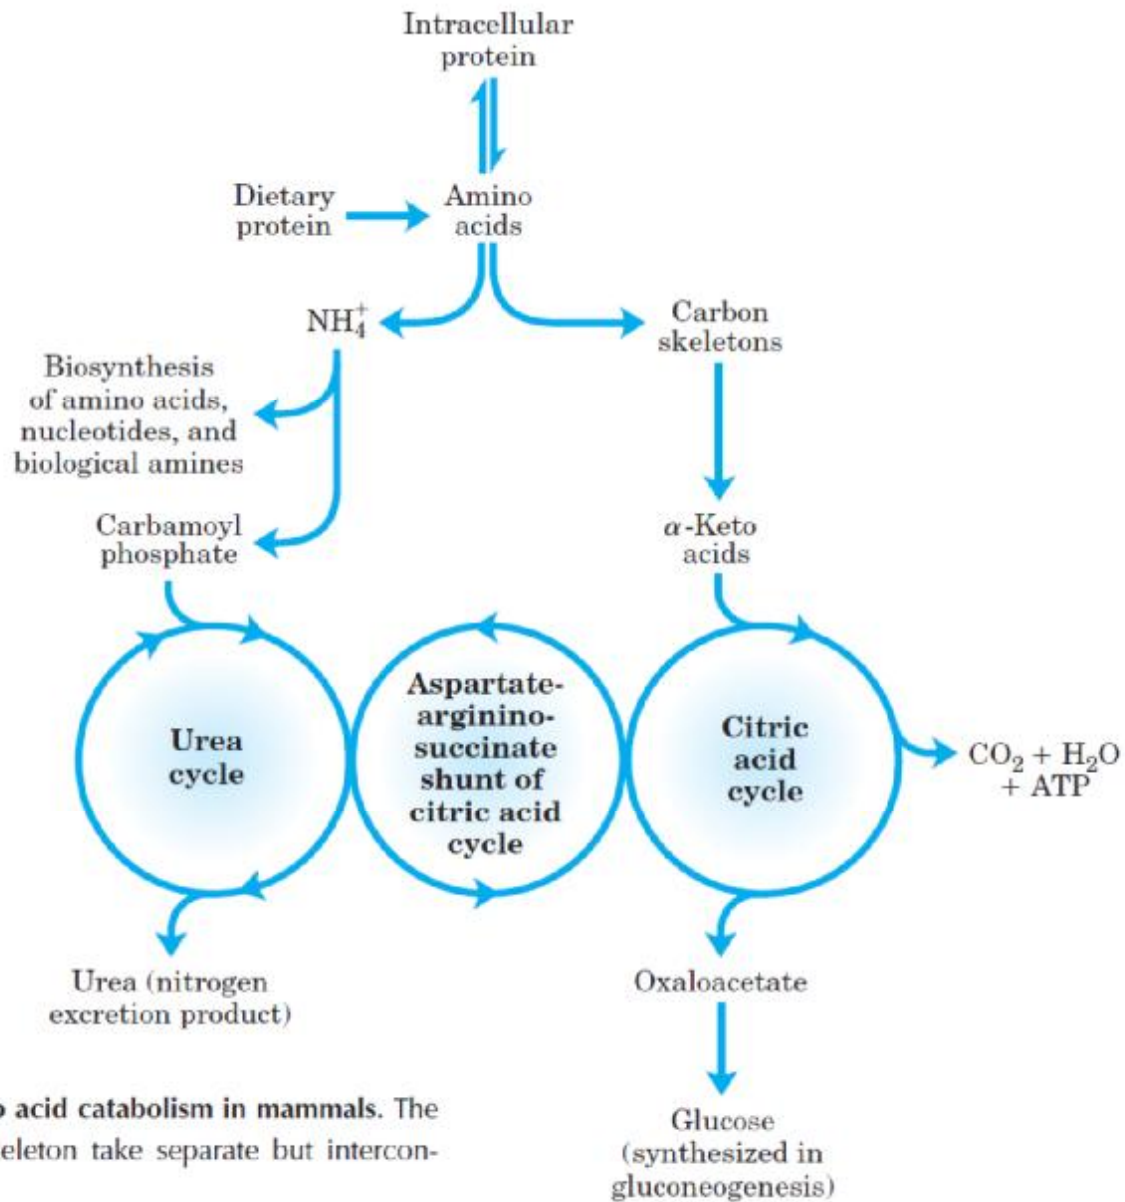 Intracellular
protein
Dietary
protein
Amino
acids
NH₄⁺
Carbon
skeletons
Biosynthesis
of amino acids,
nucleotides, and
biological amines
Carbamoyl
phosphate
α-Keto
acids
Urea
cycle
Aspartate-
arginino-
succinate
shunt of
citric acid
cycle
Citric
acid
cycle
CO₂ + H₂O
+ ATP
Urea (nitrogen
excretion product)
Oxaloacetate
Glucose
(synthesized in
gluconeogenesis)
o acid catabolism in mammals. The
eleton take separate but intercon-